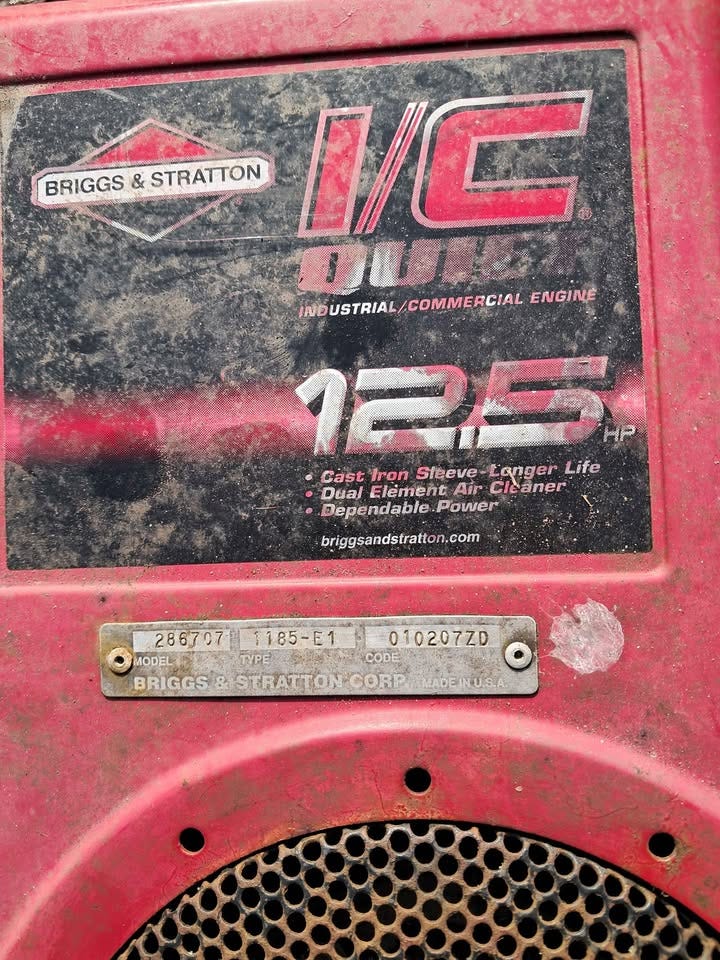 BRIGGS & STRATTON
I/C®
QUIET
INDUSTRIAL/COMMERCIAL ENGINE
12.5 HP
• Cast Iron Sleeve-Longer Life
• Dual Element Air Cleaner
• Dependable Power
briggsandstratton.com
286707 1185-E1 010207ZD
MODEL TYPE CODE
BRIGGS & STRATTON CORP. MADE IN U.S.A.